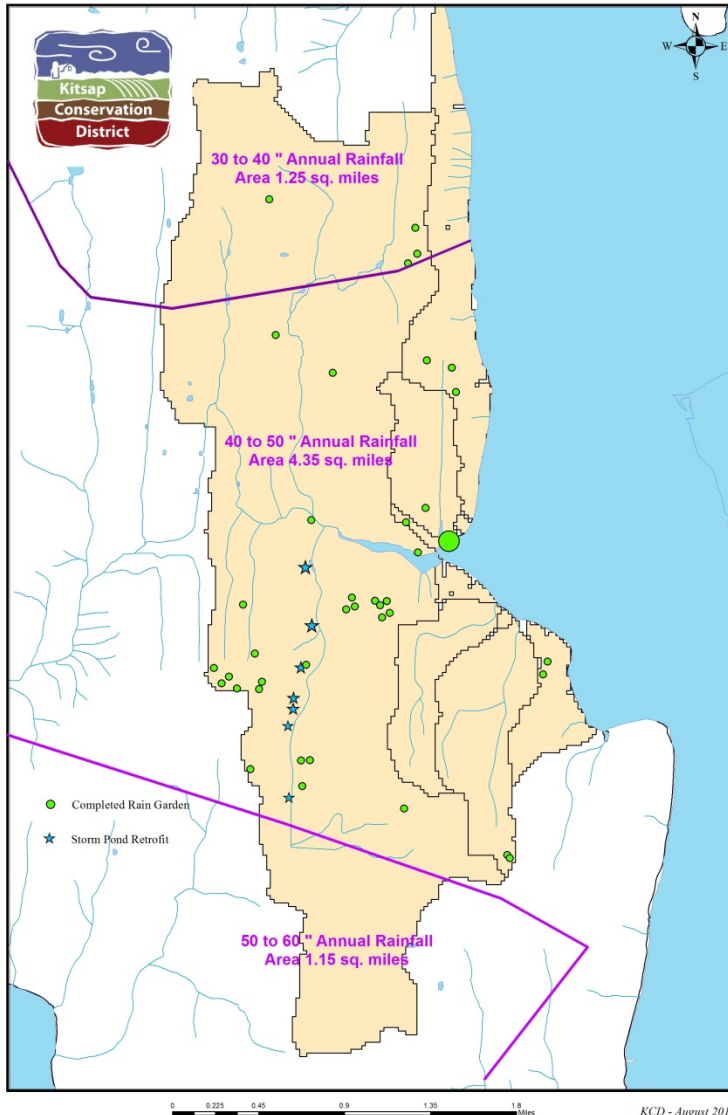 Kitsap
Conservation
District
N
W E
S
30 to 40 " Annual Rainfall
Area 1.25 sq. miles
40 to 50 " Annual Rainfall
Area 4.35 sq. miles
Completed Rain Garden
Storm Pond Retrofit
50 to 60 " Annual Rainfall
Area 1.15 sq. miles
0 0.225 0.45 0.9 1.35 1.8
Miles
KCD - August